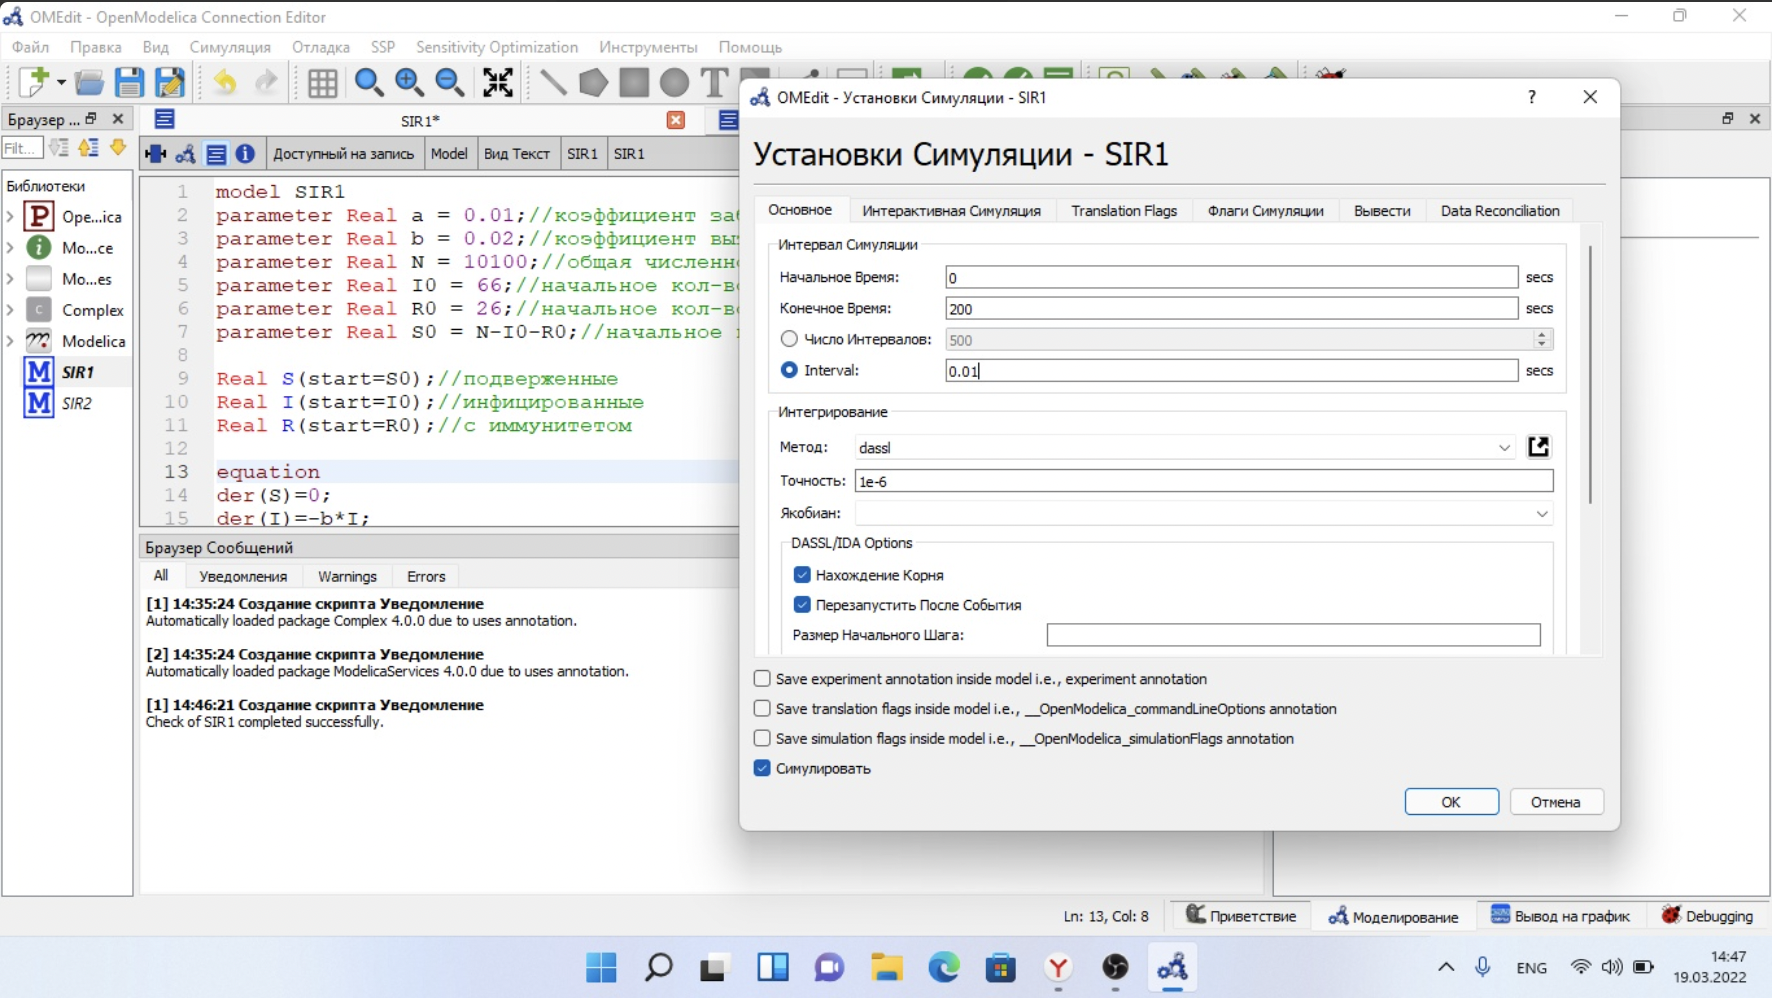 OMEdit - OpenModelica Connection Editor
Файл Правка Вид Симуляция Отладка SSP Sensitivity Optimization Инструменты Помощь
Браузер ...
SIR1*
Filt...
Доступный на запись Model Вид Текст SIR1 SIR1
Библиотеки
Ope...ica
Mo...ce
Mo...es
Complex
Modelica
SIR1
SIR2
1 model SIR1
2 parameter Real a = 0.01;//коэффициент
3 parameter Real b = 0.02;//коэффициент
4 parameter Real N = 10100;//общая
5 parameter Real I0 = 66;//начальное
6 parameter Real R0 = 26;//начальное
7 parameter Real S0 = N-I0-R0;//начальное
8
9 Real S(start=S0);//подверженные
10 Real I(start=I0);//инфицированные
11 Real R(start=R0);//с иммунитетом
12
13 equation
14 der(S)=0;
15 der(I)=-b*I;
Браузер Сообщений
All Уведомления Warnings Errors
[1] 14:35:24 Создание скрипта Уведомление
Automatically loaded package Complex 4.0.0 due to uses annotation.
[2] 14:35:24 Создание скрипта Уведомление
Automatically loaded package ModelicaServices 4.0.0 due to uses annotation.
[1] 14:46:21 Создание скрипта Уведомление
Check of SIR1 completed successfully.
OMEdit - Установки Симуляции - SIR1
Установки Симуляции - SIR1
Основное Интерактивная Симуляция Translation Flags Флаги Симуляции Вывести Data Reconciliation
Интервал Симуляции
Начальное Время: 0 secs
Конечное Время: 200 secs
Число Интервалов: 500
Interval: 0.01 secs
Интегрирование
Метод: dassl
Точность: 1e-6
Якобиан:
DASSL/IDA Options
Нахождение Корня
Перезапустить После События
Размер Начального Шага:
Save experiment annotation inside model i.e., experiment annotation
Save translation flags inside model i.e., __OpenModelica_commandLineOptions annotation
Save simulation flags inside model i.e., __OpenModelica_simulationFlags annotation
Симулировать
OK Отмена
Ln: 13, Col: 8 Приветствие Моделирование Вывод на график Debugging
ENG 14:47
19.03.2022